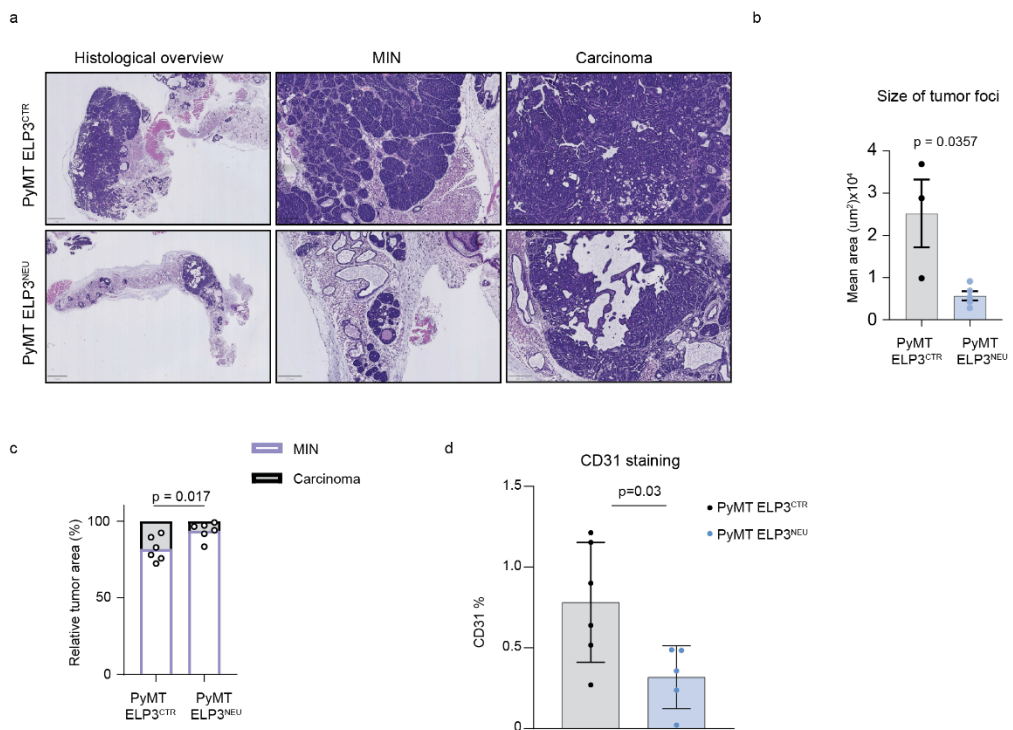 a
Histological overview
MIN
Carcinoma
PyMT ELP3CTR
PyMT ELP3NEU
b
Size of tumor foci
p = 0.0357
Mean area (um²)x10⁴
4
3
2
1
0
PyMT
ELP3CTR
PyMT
ELP3NEU
c
MIN
Carcinoma
p = 0.017
Relative tumor area (%)
100
50
0
PyMT
ELP3CTR
PyMT
ELP3NEU
d
CD31 staining
p=0.03
PyMT ELP3CTR
PyMT ELP3NEU
CD31 %
1.5
1.0
0.5
0